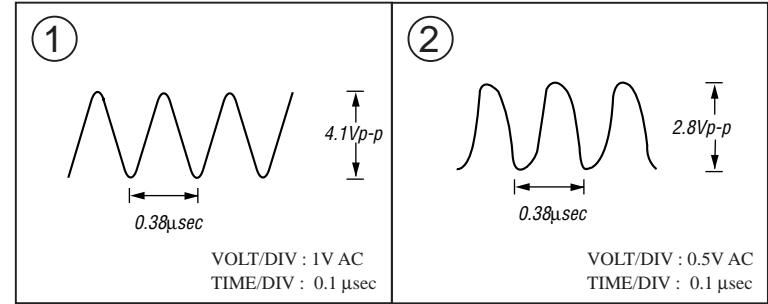 ①
4.1Vp-p
0.38µsec
VOLT/DIV : 1V AC
TIME/DIV : 0.1 µsec
②
2.8Vp-p
0.38µsec
VOLT/DIV : 0.5V AC
TIME/DIV : 0.1 µsec